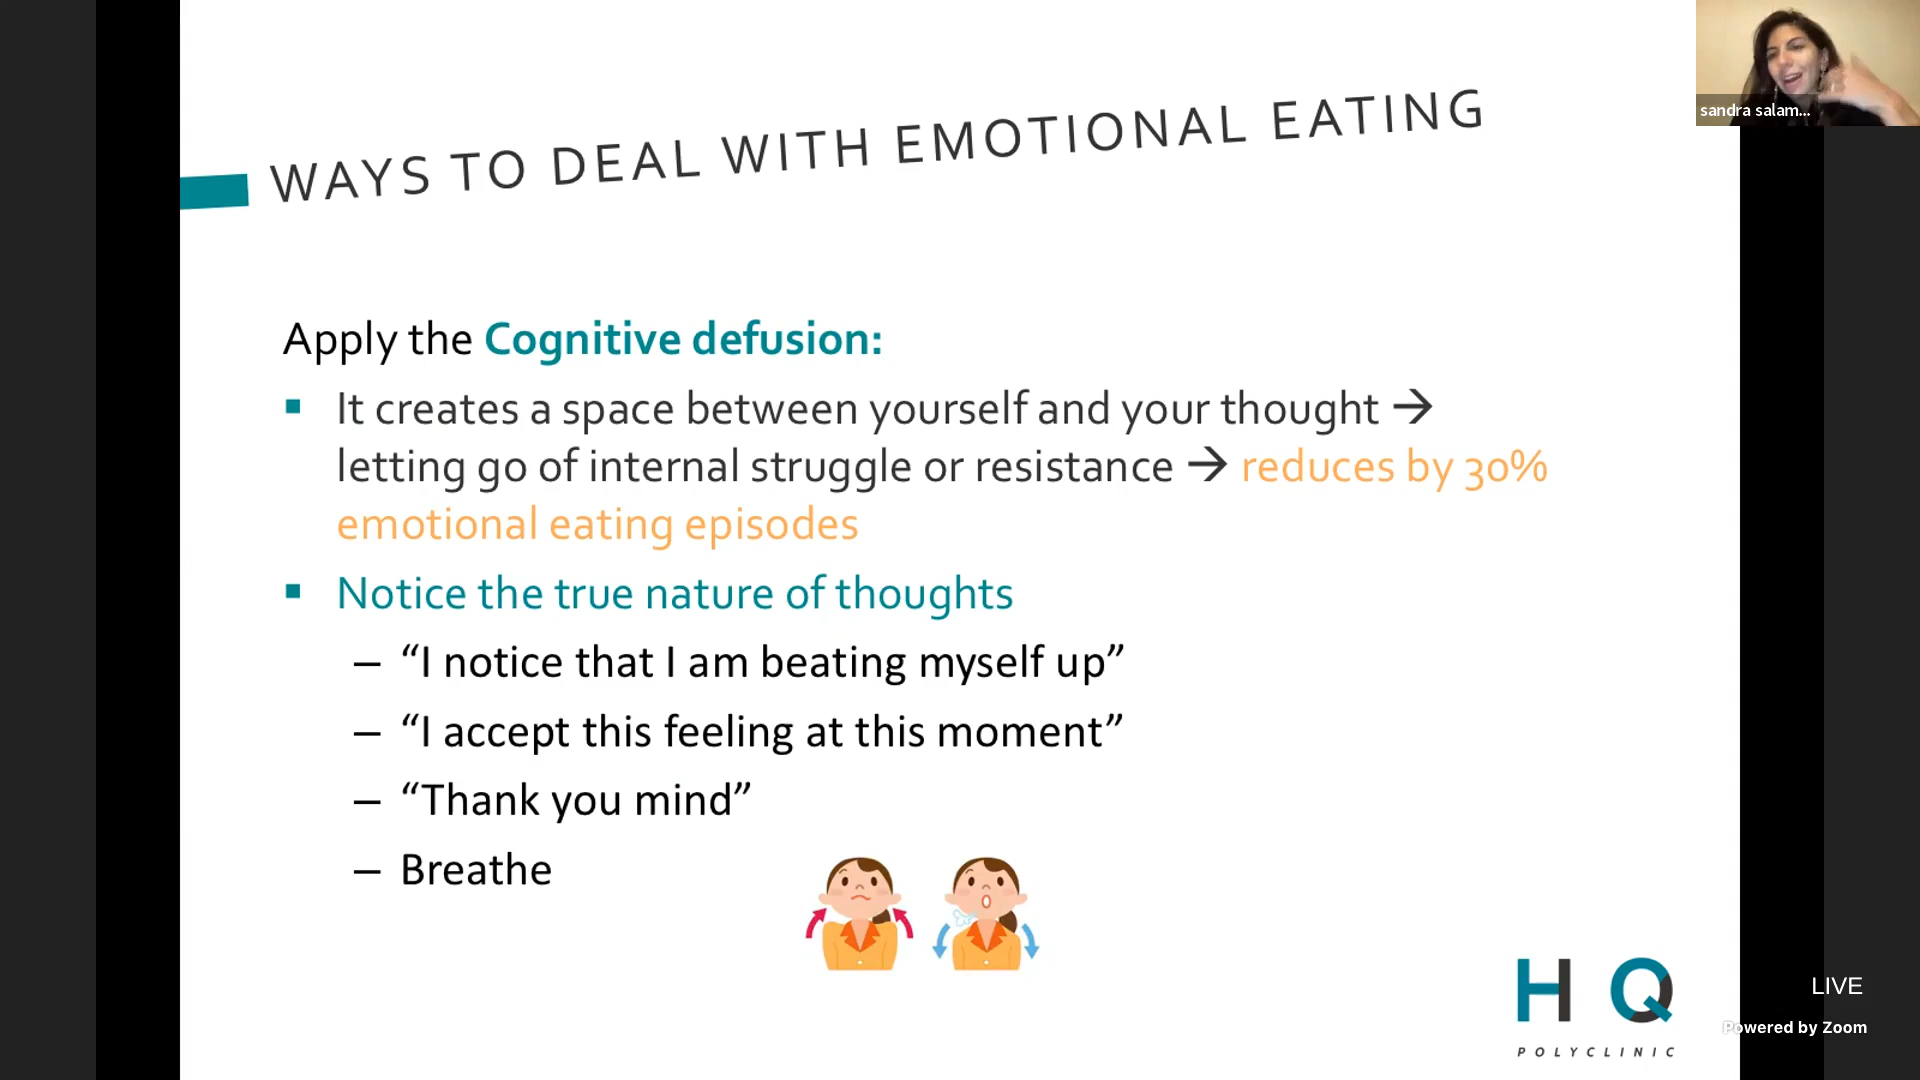 sandra salam...
WAYS TO DEAL WITH EMOTIONAL EATING
Apply the Cognitive defusion:
▪ It creates a space between yourself and your thought →
letting go of internal struggle or resistance → reduces by 30%
emotional eating episodes
▪ Notice the true nature of thoughts
– “I notice that I am beating myself up”
– “I accept this feeling at this moment”
– “Thank you mind”
– Breathe
H Q
POLYCLINIC
LIVE
Powered by Zoom